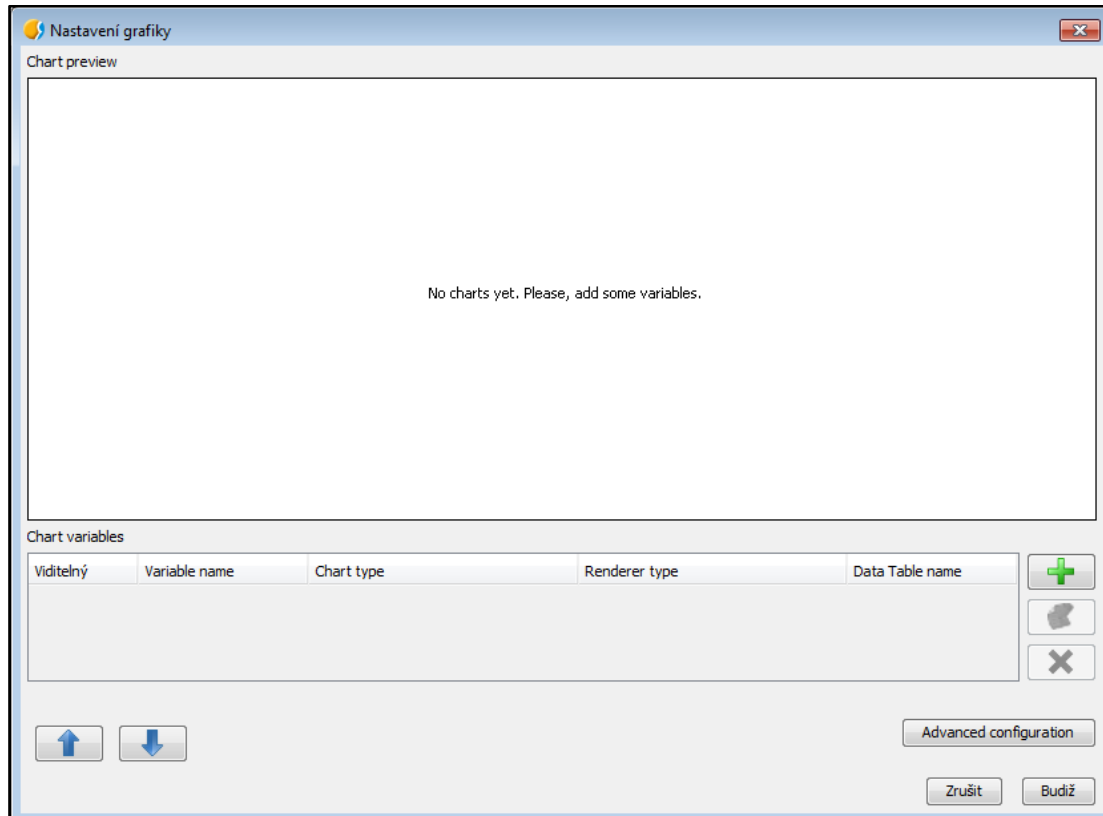 Nastavení grafiky
Chart preview
No charts yet. Please, add some variables.
Chart variables
Viditelný Variable name Chart type Renderer type Data Table name
Advanced configuration
Zrušit Budiž